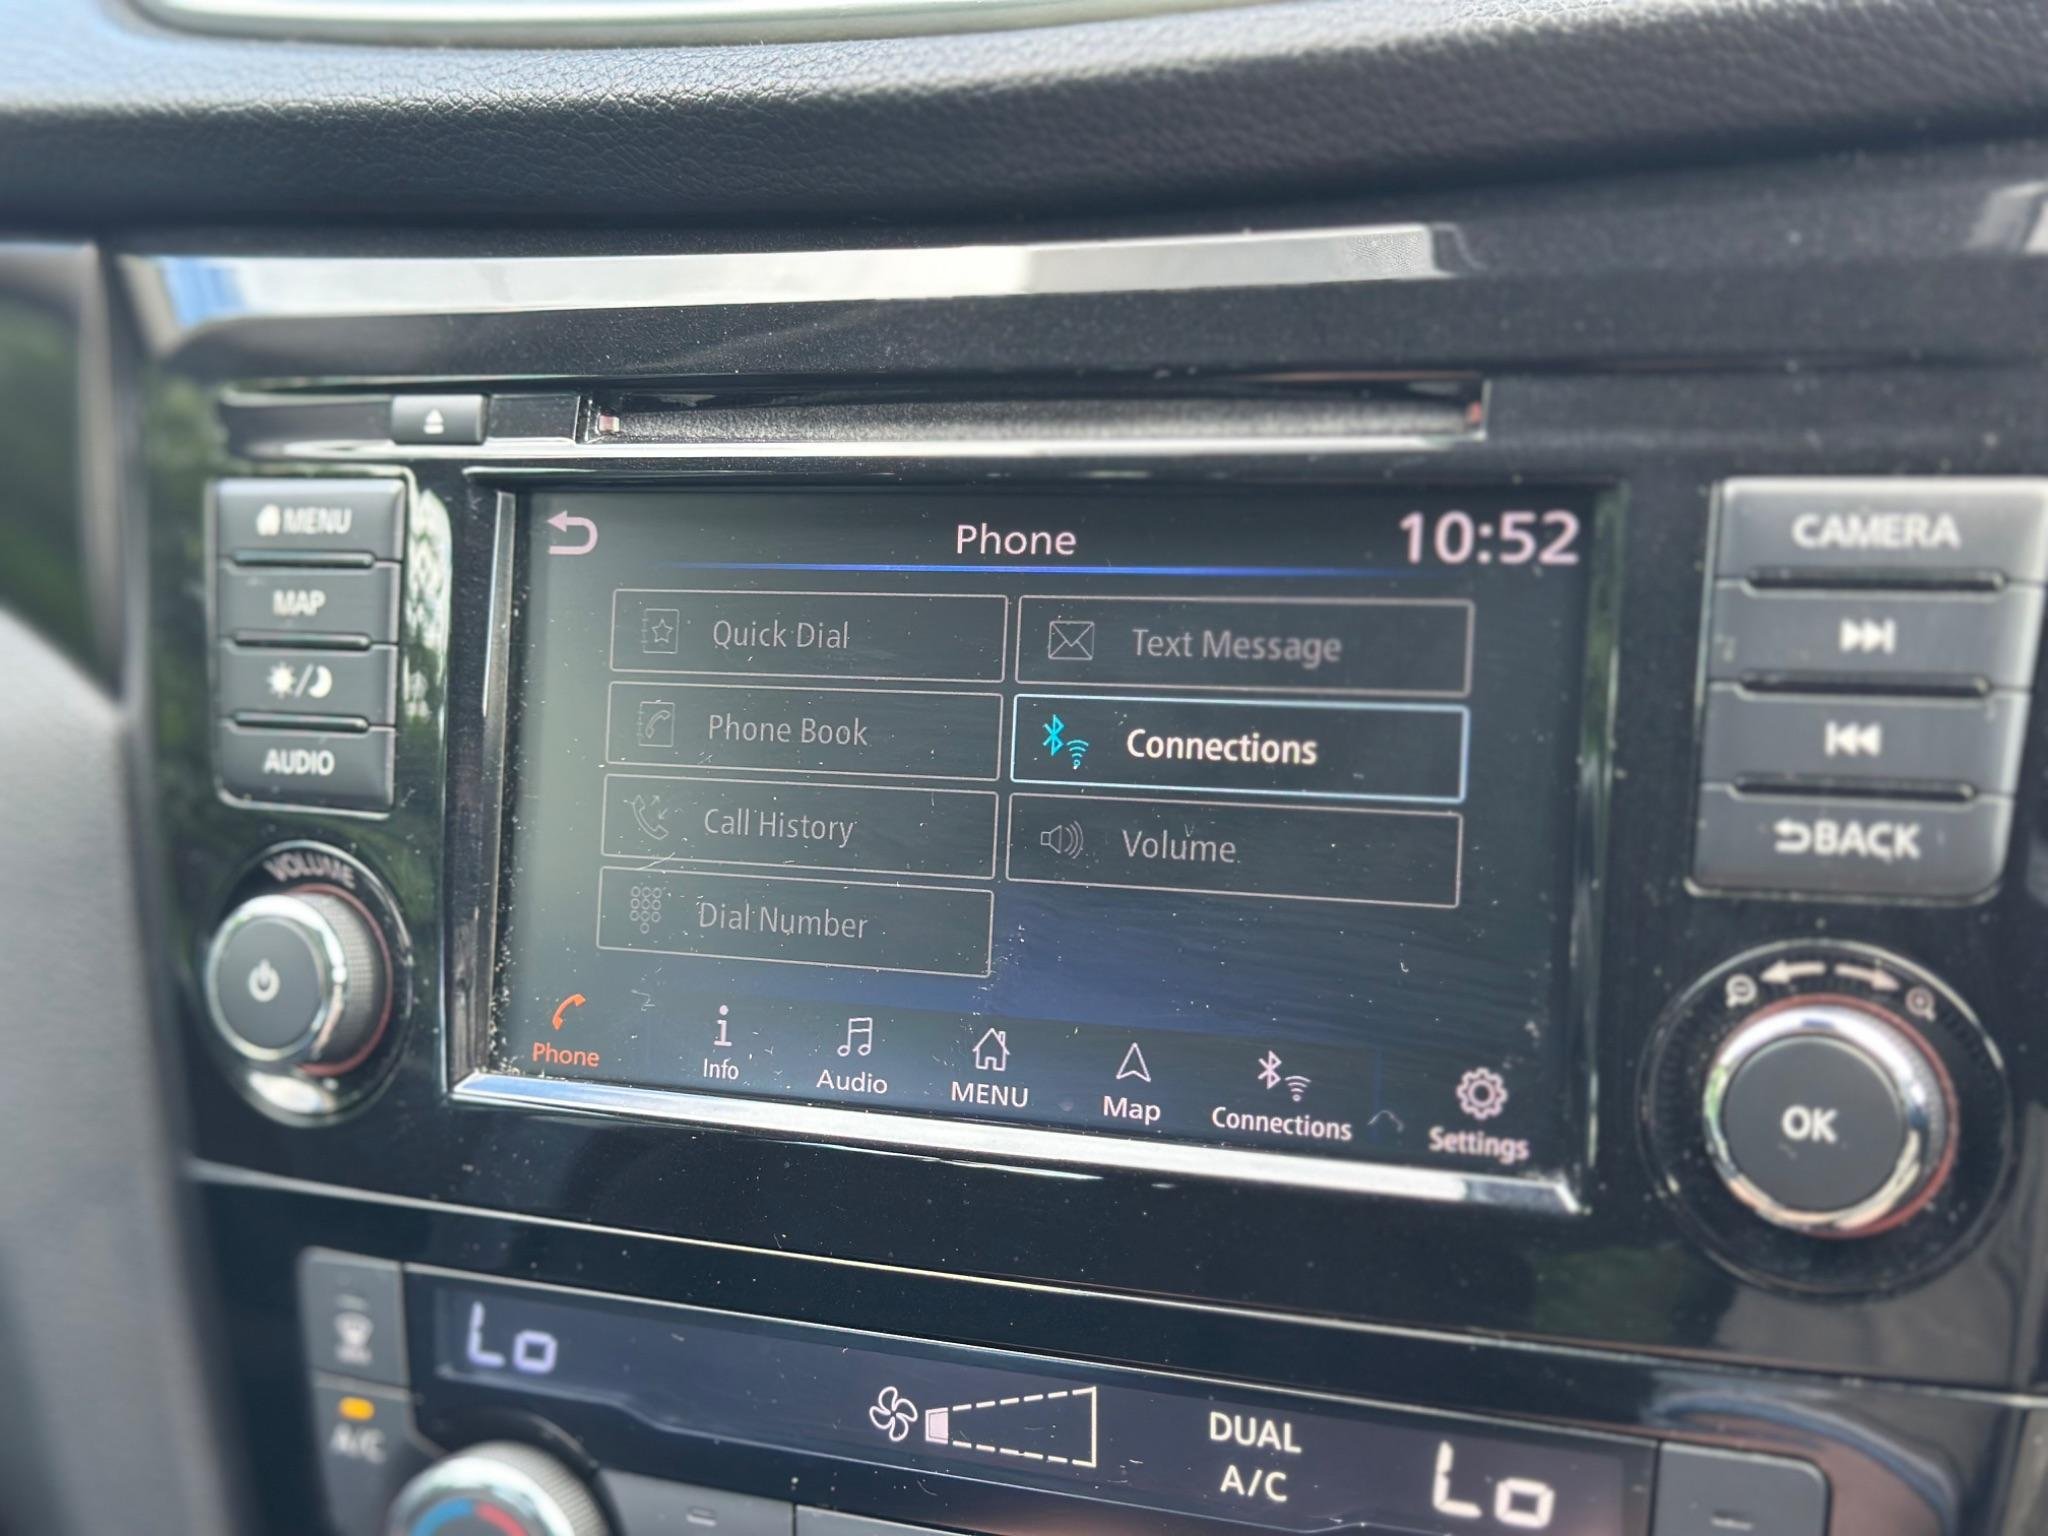 MENU
MAP
AUDIO
VOLUME
Phone
10:52
Quick Dial
Text Message
Phone Book
Connections
Call History
Volume
Dial Number
Phone
Info
Audio
MENU
Map
Connections
Settings
CAMERA
BACK
OK
Lo
DUAL
A/C
Lo
A/C